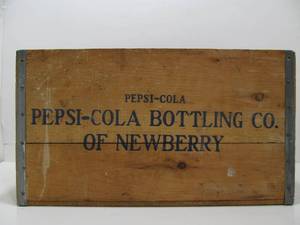 PEPSI-COLA
PEPSI-COLA BOTTLING CO.
OF NEWBERRY